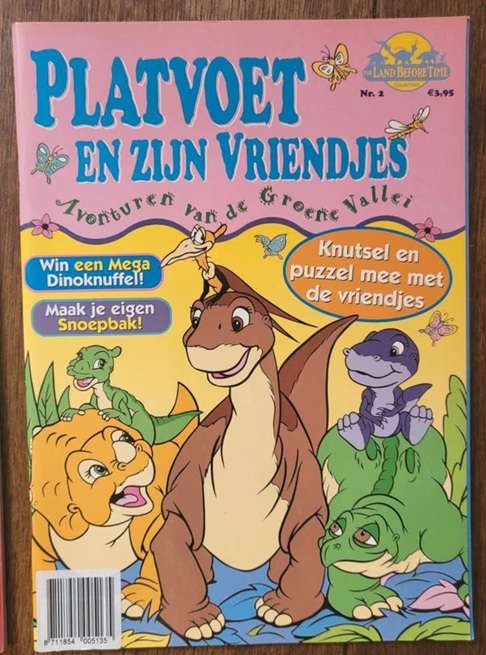 PLATVOET
EN ZIJN VRIENDJES
Avonturen van de Groene Vallei
THE LAND BEFORE TIME
COLLECTION
Nr. 2 €3,95
Win een Mega
Dinoknuffel!
Maak je eigen
Snoepbak!
Knutsel en
puzzel mee met
de vriendjes
8 711854 005135